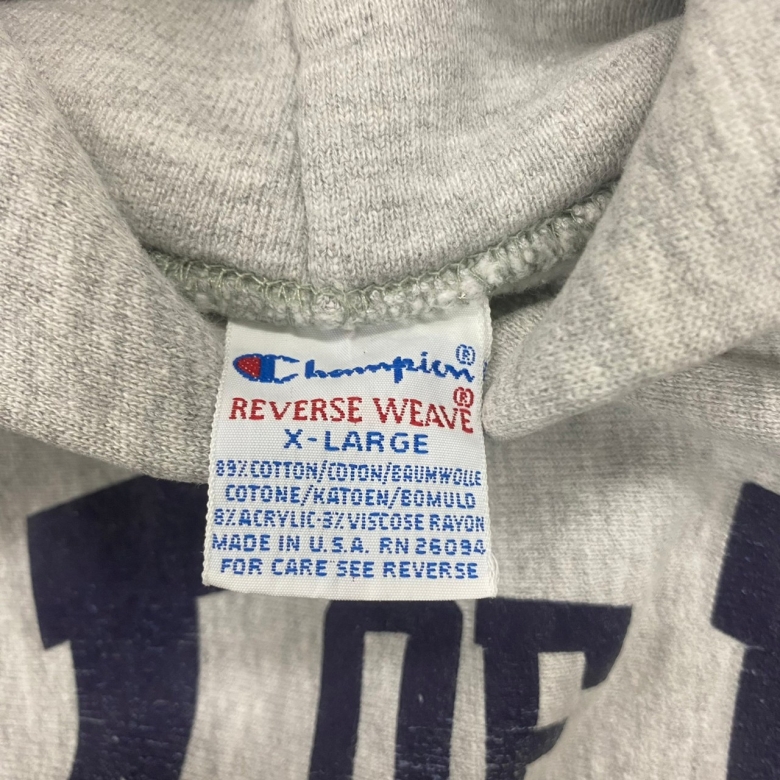 Champion®
REVERSE WEAVE®
X-LARGE
89% COTTON/COTON/BAUMWOLLE
COTONE/KATOEN/BOMULD
8% ACRYLIC-3% VISCOSE RAYON
MADE IN U.S.A. RN 26094
FOR CARE SEE REVERSE
OF